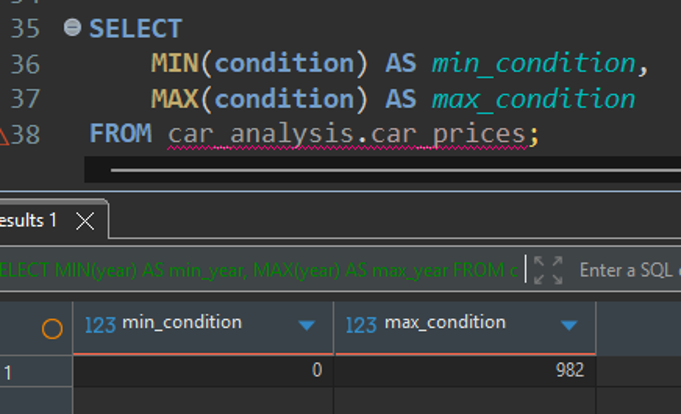 35 SELECT
36 MIN(condition) AS min_condition,
37 MAX(condition) AS max_condition
38 FROM car_analysis.car_prices;
esults 1
ELECT MIN(year) AS min_year, MAX(year) AS max_year FROM c
Enter a SQL
123 min_condition 123 max_condition
1 0 982